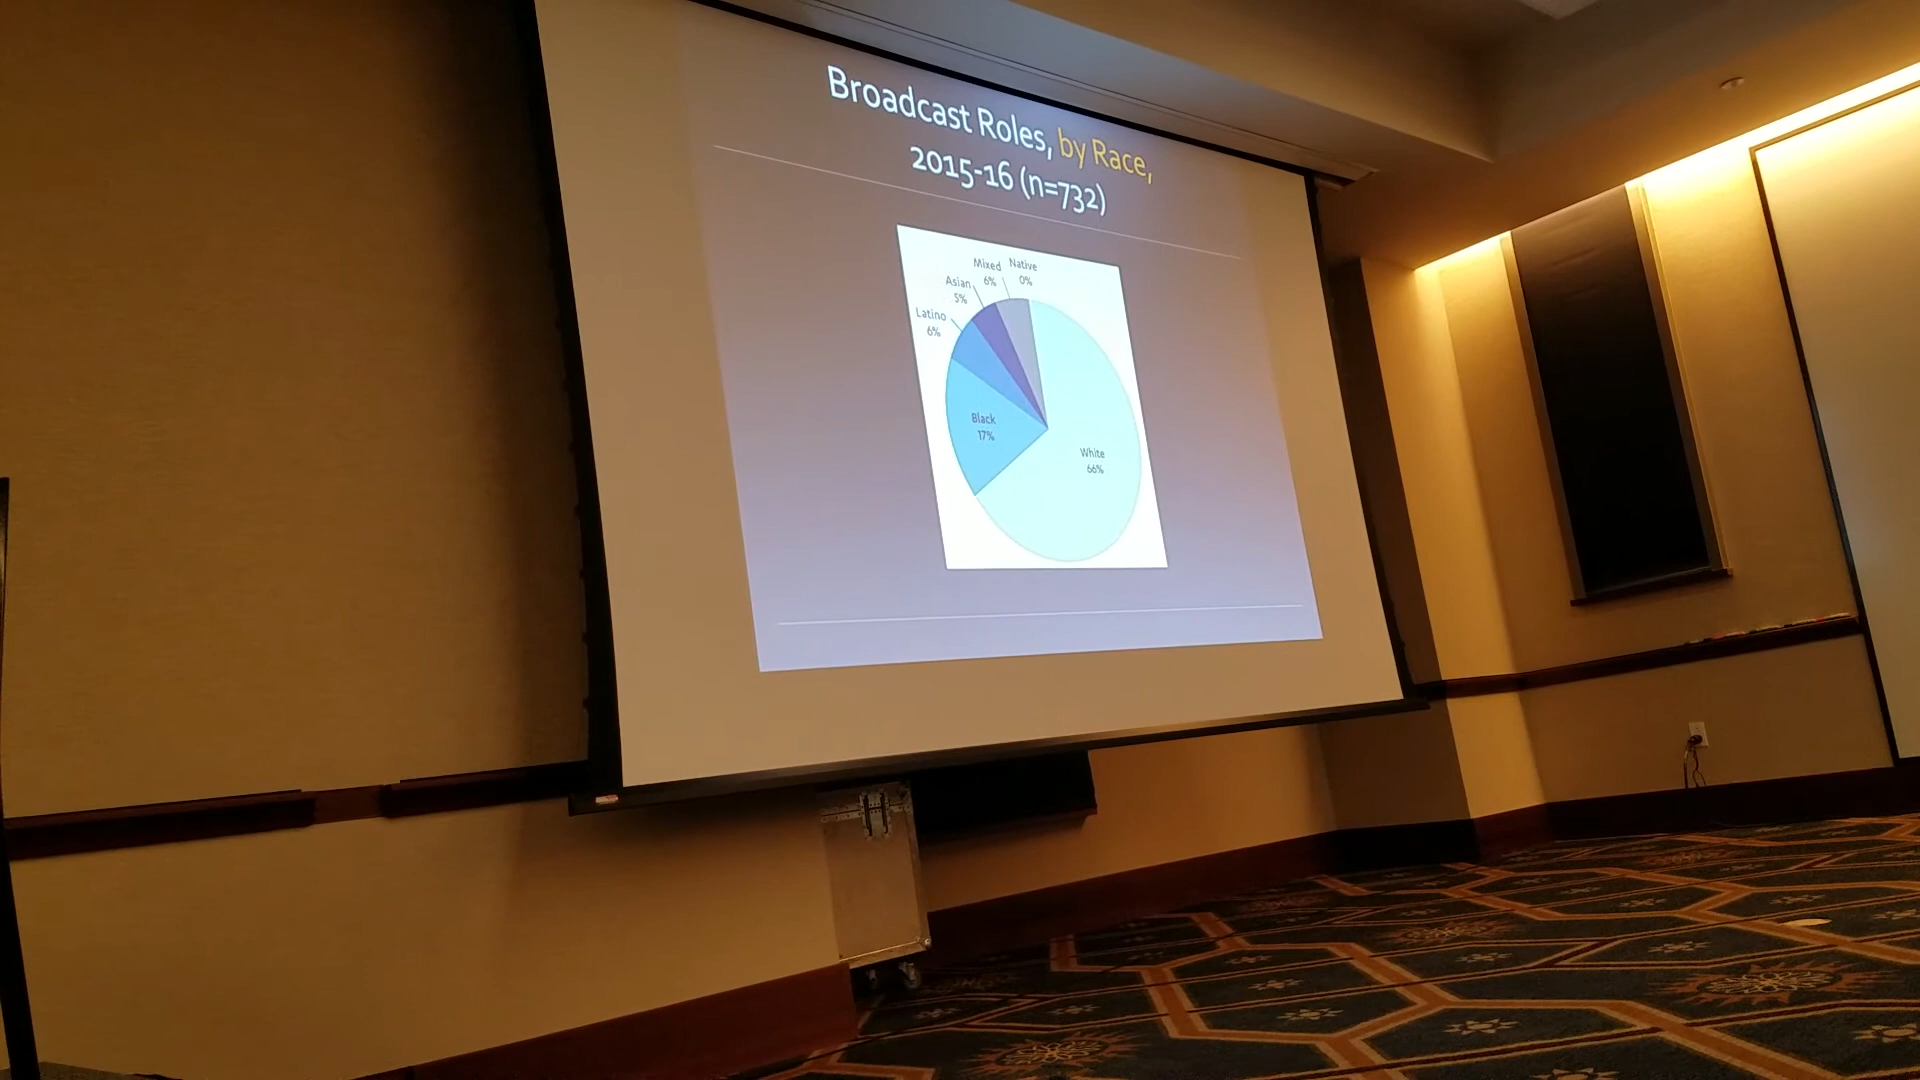 Broadcast Roles, by Race,
2015-16 (n=732)
Mixed
6%
Native
0%
Asian
5%
Latino
6%
Black
17%
White
66%